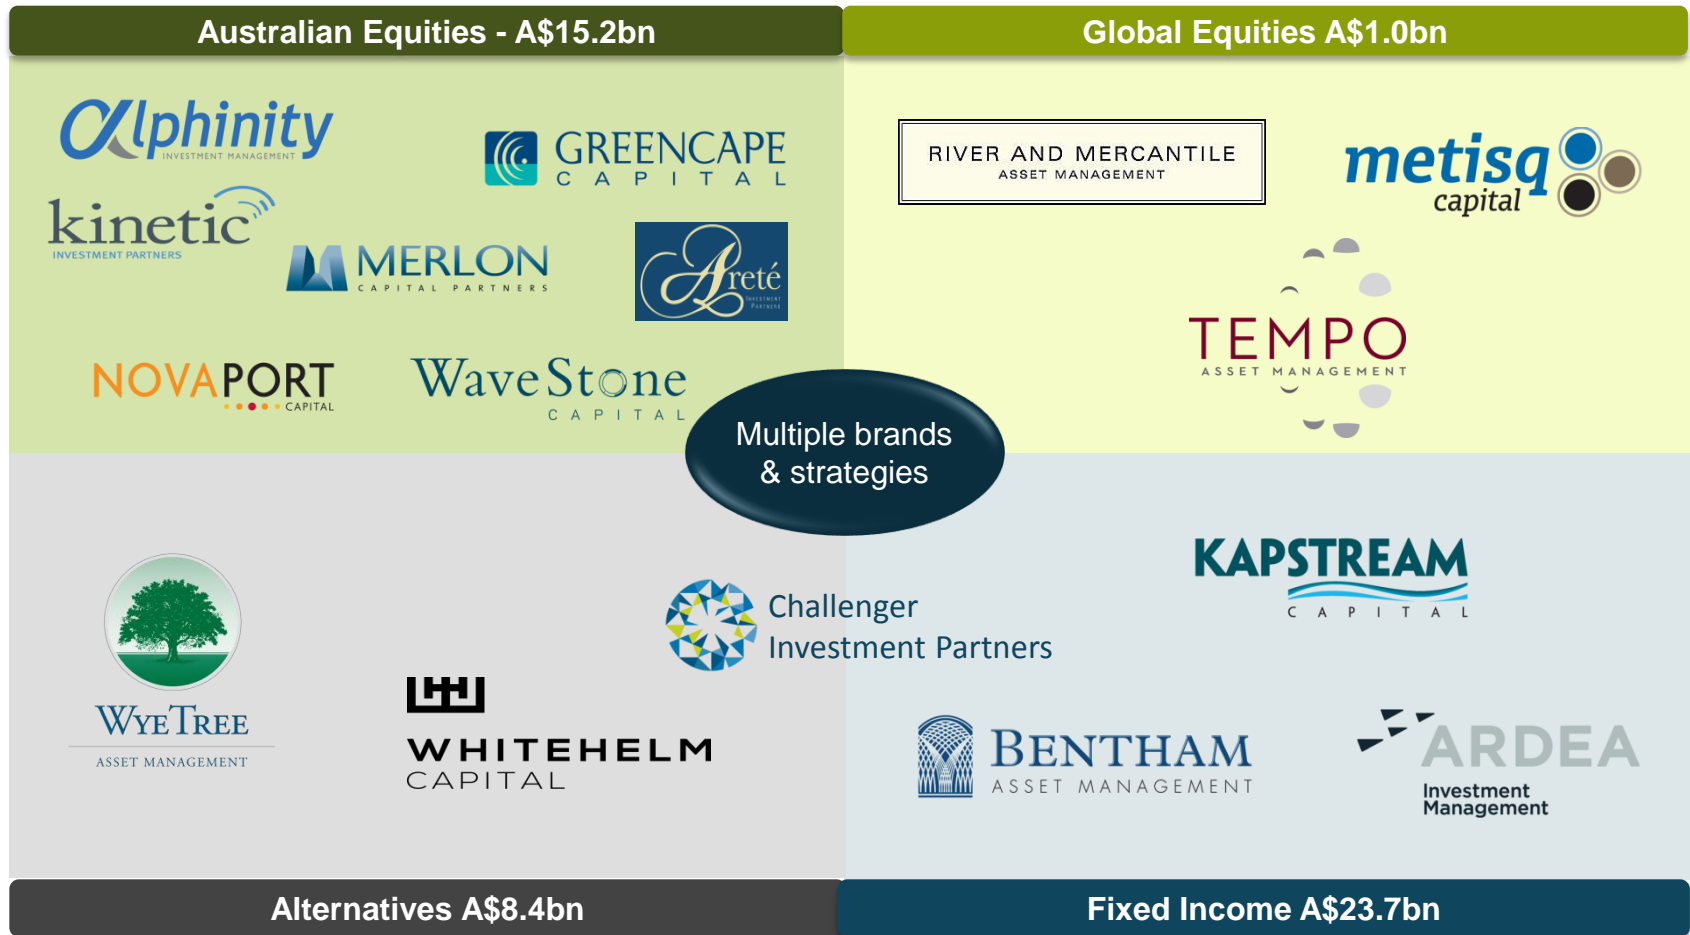 Australian Equities - A$15.2bn
Global Equities A$1.0bn
αlphinity
INVESTMENT MANAGEMENT
GREENCAPE
CAPITAL
kinetic
INVESTMENT PARTNERS
MERLON
CAPITAL PARTNERS
Areté
INVESTMENT
PARTNERS
NOVAPORT
CAPITAL
WaveStone
CAPITAL
RIVER AND MERCANTILE
ASSET MANAGEMENT
metisq
capital
TEMPO
ASSET MANAGEMENT
Multiple brands
& strategies
WYETREE
ASSET MANAGEMENT
WHITEHELM
CAPITAL
Challenger
Investment Partners
KAPSTREAM
CAPITAL
BENTHAM
ASSET MANAGEMENT
ARDEA
Investment
Management
Alternatives A$8.4bn
Fixed Income A$23.7bn